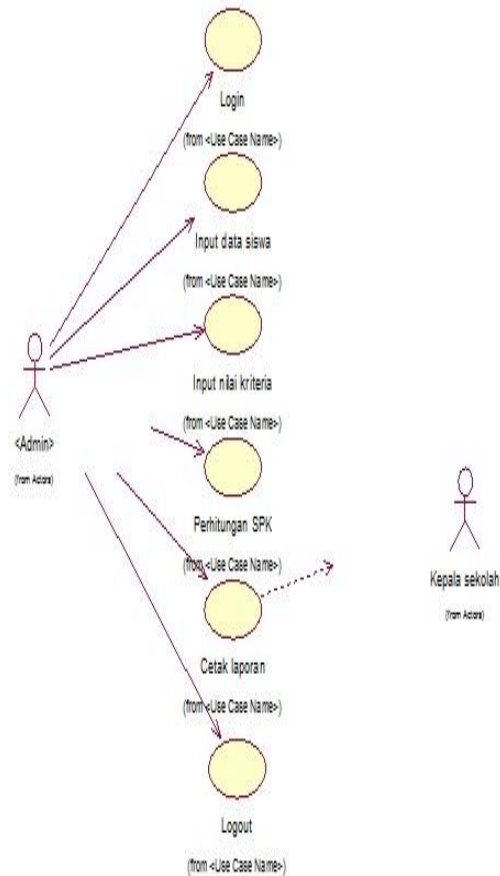 Login
(from <Use Case Name>)
Input data siswa
(from <Use Case Name>)
Input nilai kriteria
(from <Use Case Name>)
<Admin>
(from Actors)
Perhitungan SPK
(from <Use Case Name>)
Kepala sekolah
(from Actors)
Cetak laporan
(from <Use Case Name>)
Logout
(from <Use Case Name>)